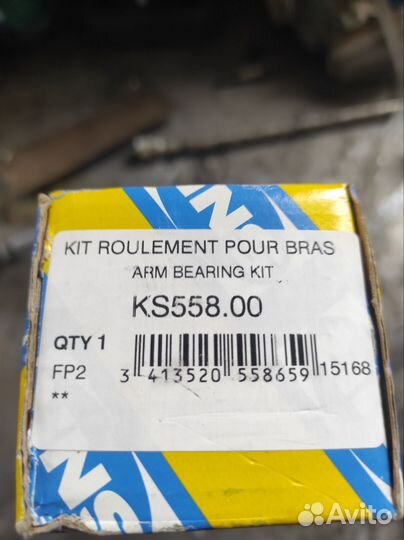 KIT ROULEMENT POUR BRAS
ARM BEARING KIT
KS558.00
QTY 1
FP2
3 413520 558659 15168
**
Avito